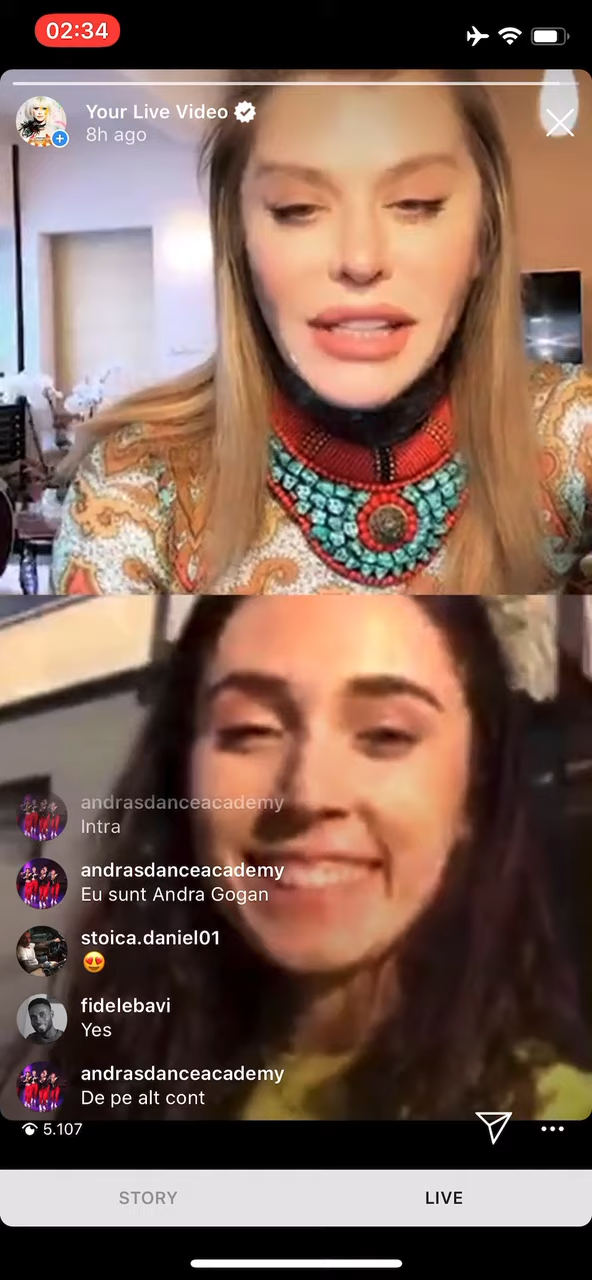 02:34
Your Live Video
8h ago
andrasdanceacademy
Intra
andrasdanceacademy
Eu sunt Andra Gogan
stoica.daniel01
😍
fidelebavi
Yes
andrasdanceacademy
De pe alt cont
5.107
STORY
LIVE